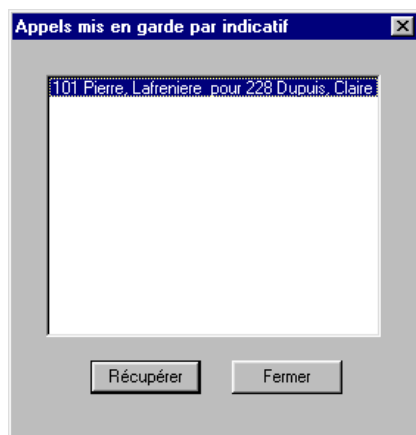 Appels mis en garde par indicatif
101 Pierre, Lafreniere pour 228 Dupuis, Claire
Récupérer
Fermer